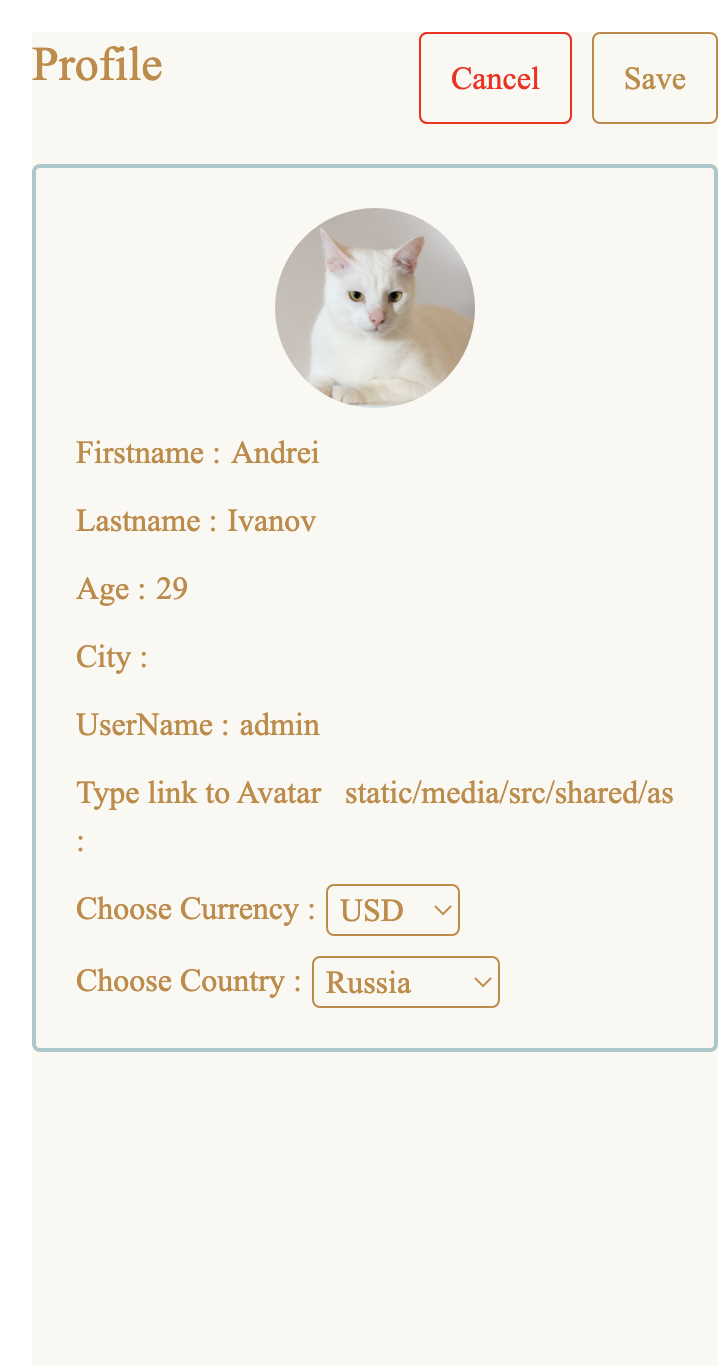 Profile
Cancel
Save
Firstname : Andrei
Lastname : Ivanov
Age : 29
City :
UserName : admin
Type link to Avatar static/media/src/shared/as
:
Choose Currency : USD
Choose Country : Russia